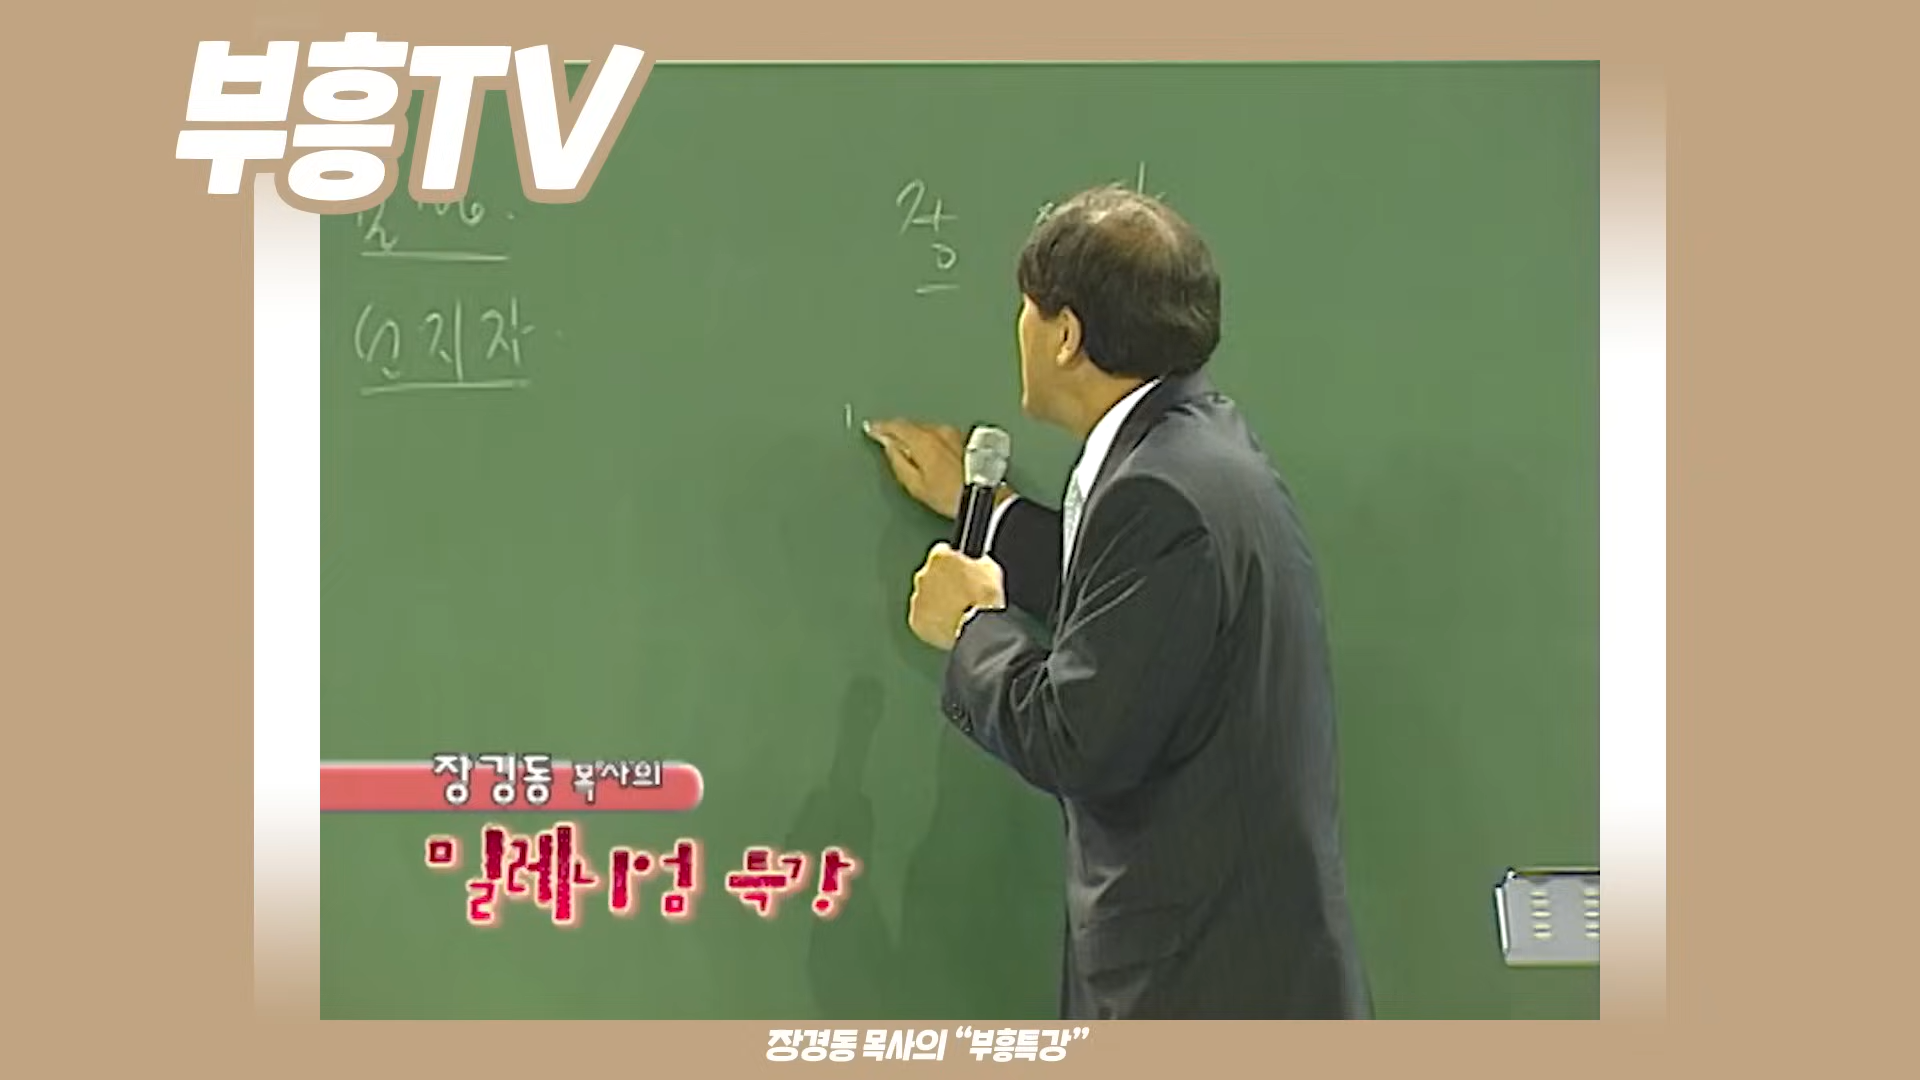 부흥TV
장
선지자
장경동 목사의
밀레니엄 특강
장경동 목사의 “부흥특강”